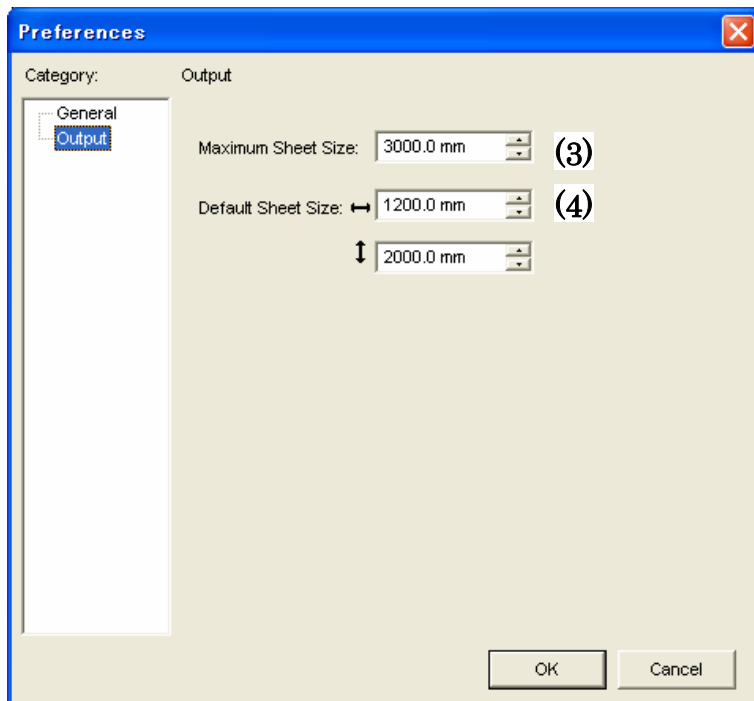 Preferences
Category:
Output
General
Output
Maximum Sheet Size: 3000.0 mm (3)
Default Sheet Size: ↔ 1200.0 mm (4)
↕ 2000.0 mm
OK Cancel